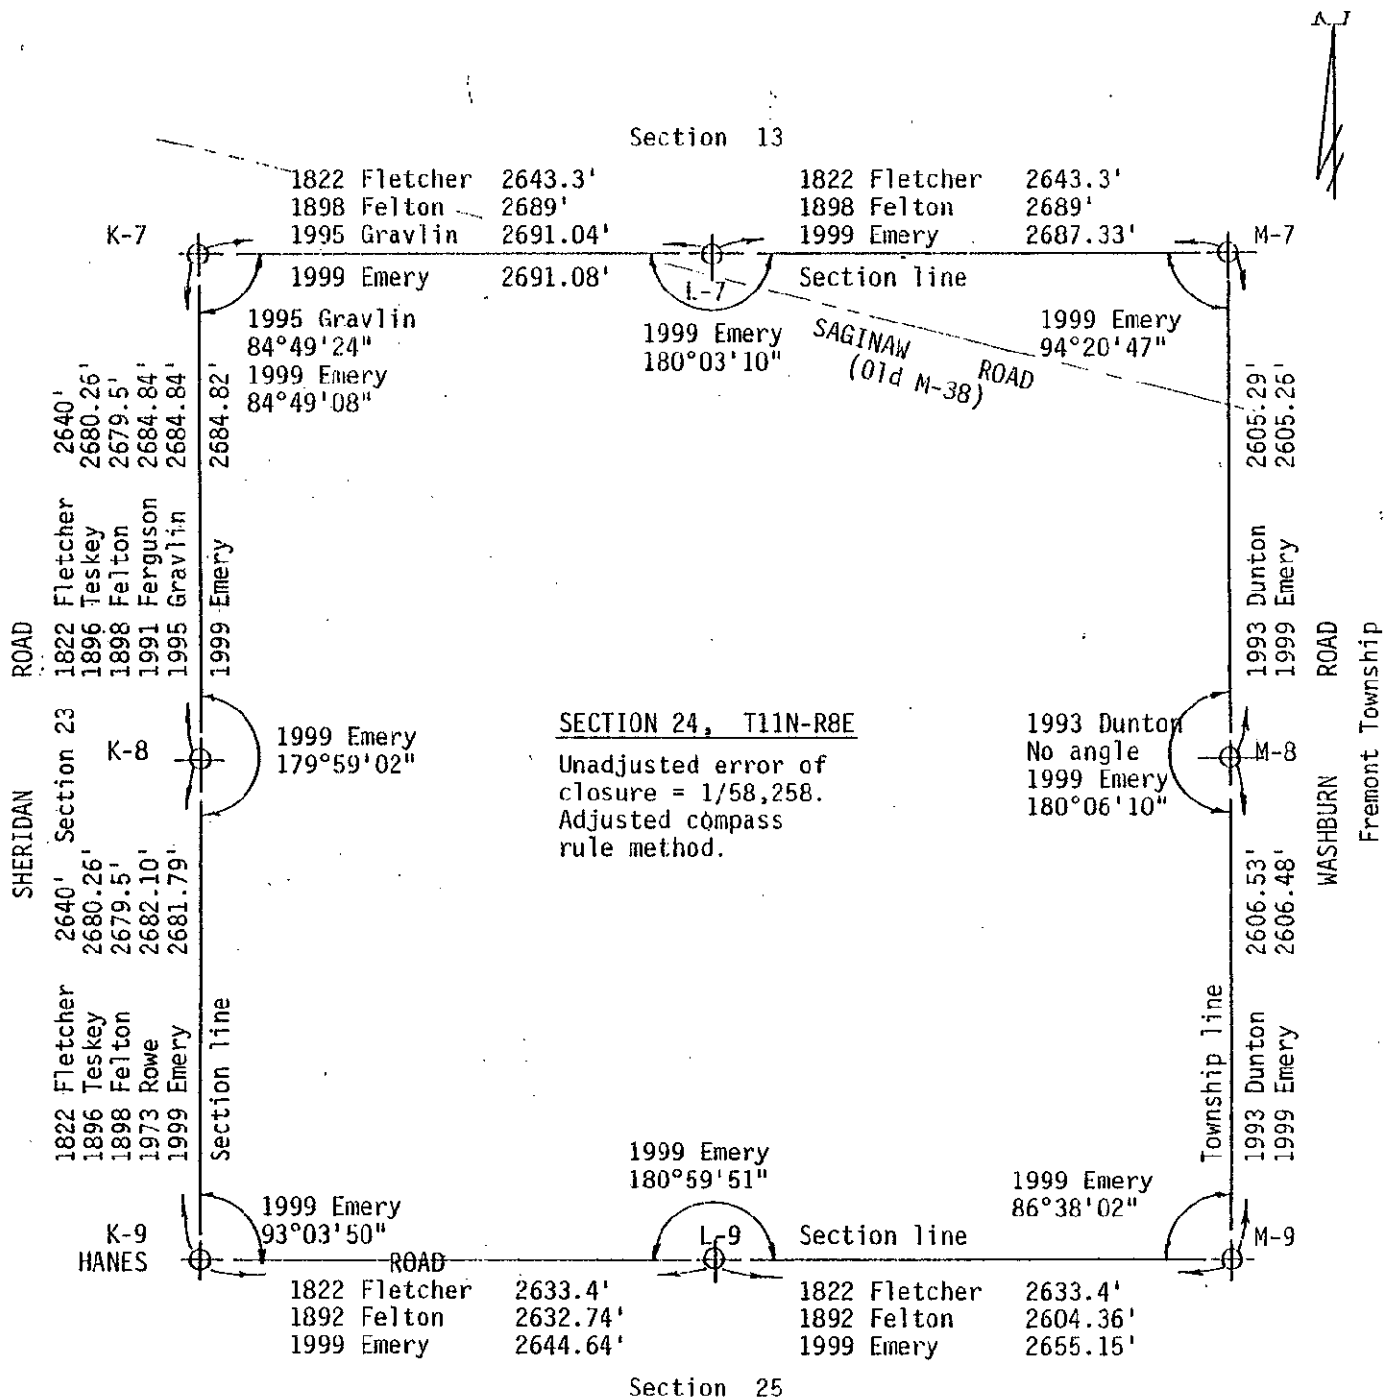 N
Section 13
1822 Fletcher 2643.3'
1898 Felton 2689'
1995 Gravlin 2691.04'
1999 Emery 2691.08'
1822 Fletcher 2643.3'
1898 Felton 2689'
1999 Emery 2687.33'
Section line
K-7
L-7
M-7
1995 Gravlin
84°49'24"
1999 Emery
84°49'08"
1999 Emery
180°03'10"
SAGINAW ROAD
(Old M-38)
1999 Emery
94°20'47"
SHERIDAN ROAD
Section 23
1822 Fletcher 2640'
1896 Teskey 2680.26'
1898 Felton 2679.5'
1991 Ferguson 2684.84'
1995 Gravlin 2684.84'
1999 Emery 2684.82'
1993 Dunton 2605.29'
1999 Emery 2605.26'
WASHBURN ROAD
Fremont Township
K-8
1999 Emery
179°59'02"
SECTION 24, T11N-R8E
Unadjusted error of
closure = 1/58,258.
Adjusted compass
rule method.
1993 Dunton
No angle
1999 Emery
180°06'10"
M-8
1822 Fletcher 2640'
1896 Teskey 2680.26'
1898 Felton 2679.5'
1973 Rowe 2682.10'
1999 Emery 2681.79'
Section line
Township line
1993 Dunton 2606.53'
1999 Emery 2606.48'
1999 Emery
93°03'50"
1999 Emery
180°59'51"
1999 Emery
86°38'02"
K-9
L-9
Section line
M-9
HANES ROAD
1822 Fletcher 2633.4'
1892 Felton 2632.74'
1999 Emery 2644.64'
1822 Fletcher 2633.4'
1892 Felton 2604.36'
1999 Emery 2655.15'
Section 25